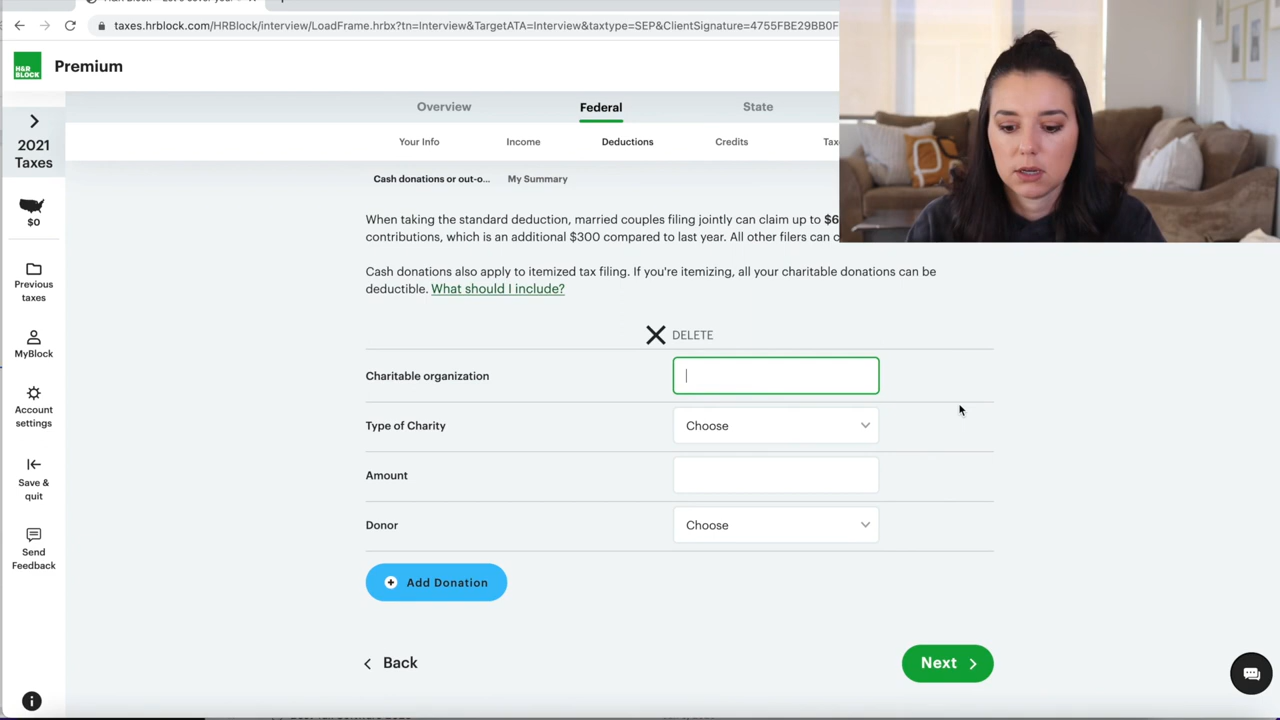 taxes.hrblock.com/HRBlock/interview/LoadFrame.hrbx?tn=Interview&TargetATA=Interview&taxtype=SEP&ClientSignature=4755FBE29BB0F
H&R
BLOCK
Premium
Overview
Federal
State
2021
Taxes
Your Info
Income
Deductions
Credits
Cash donations or out-o...
My Summary
$0
When taking the standard deduction, married couples filing jointly can claim up to $6
contributions, which is an additional $300 compared to last year. All other filers can c
Cash donations also apply to itemized tax filing. If you're itemizing, all your charitable donations can be
deductible. What should I include?
Previous
taxes
MyBlock
Account
settings
Save &
quit
Send
Feedback
DELETE
Charitable organization
Type of Charity
Choose
Amount
Donor
Choose
Add Donation
Back
Next